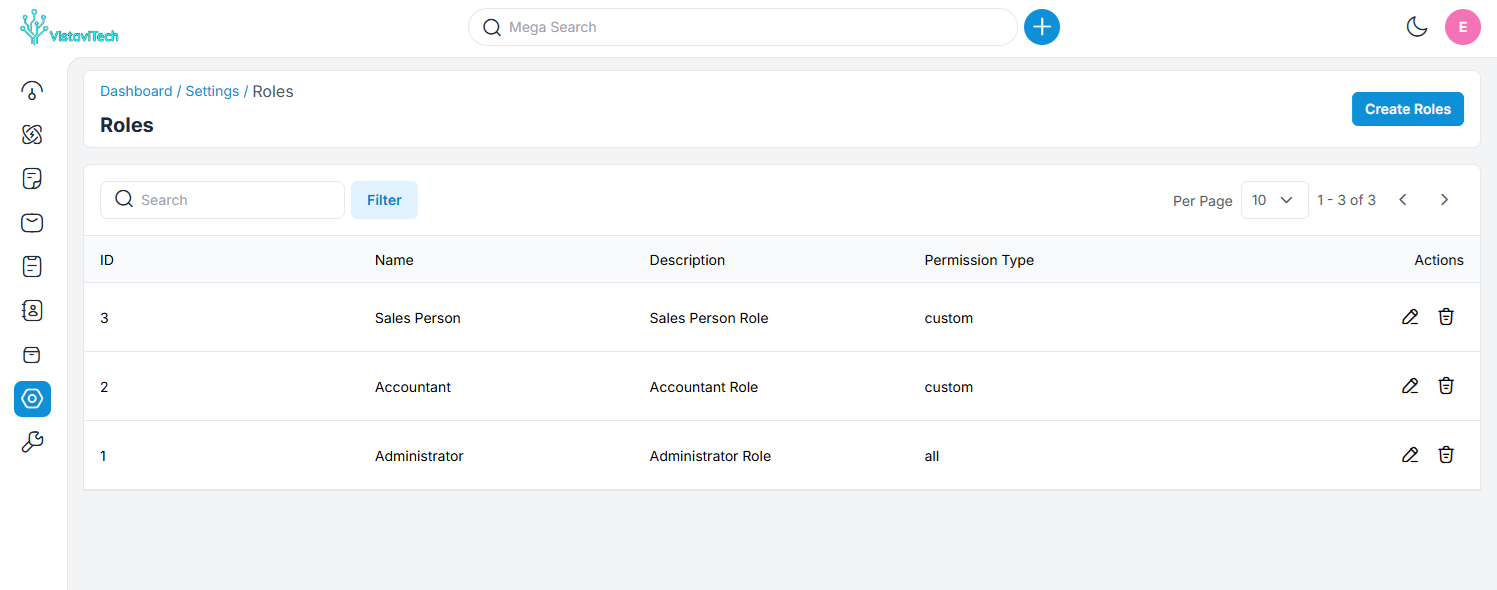 VistaviTech
Mega Search
E
Dashboard / Settings / Roles
Roles
Create Roles
Search
Filter
Per Page
10
1 - 3 of 3
ID Name Description Permission Type Actions
3 Sales Person Sales Person Role custom
2 Accountant Accountant Role custom
1 Administrator Administrator Role all